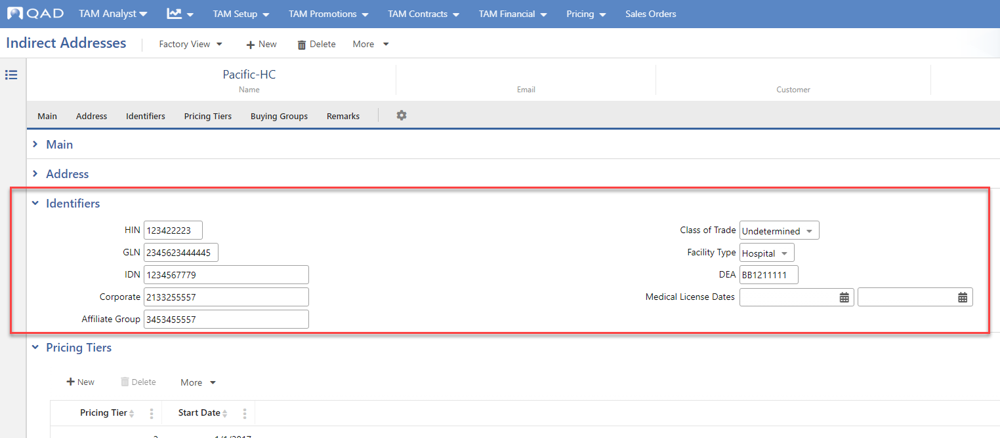 QAD TAM Analyst TAM Setup TAM Promotions TAM Contracts TAM Financial Pricing Sales Orders
Indirect Addresses Factory View New Delete More
Pacific-HC
Name Email Customer
Main Address Identifiers Pricing Tiers Buying Groups Remarks
Main
Address
Identifiers
HIN 123422223 Class of Trade Undetermined
GLN 2345623444445 Facility Type Hospital
IDN 1234567779 DEA BB1211111
Corporate 2133255557 Medical License Dates
Affiliate Group 3453455557
Pricing Tiers
New Delete More
Pricing Tier Start Date